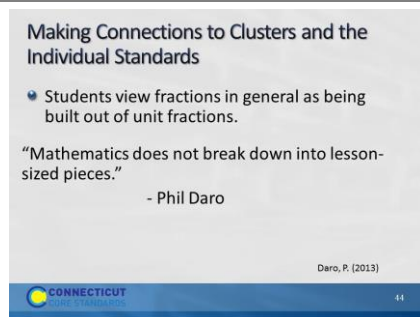 Making Connections to Clusters and the
Individual Standards
Students view fractions in general as being
built out of unit fractions.
“Mathematics does not break down into lesson-
sized pieces.”
- Phil Daro
Daro, P. (2013)
CONNECTICUT
CORE STANDARDS
44